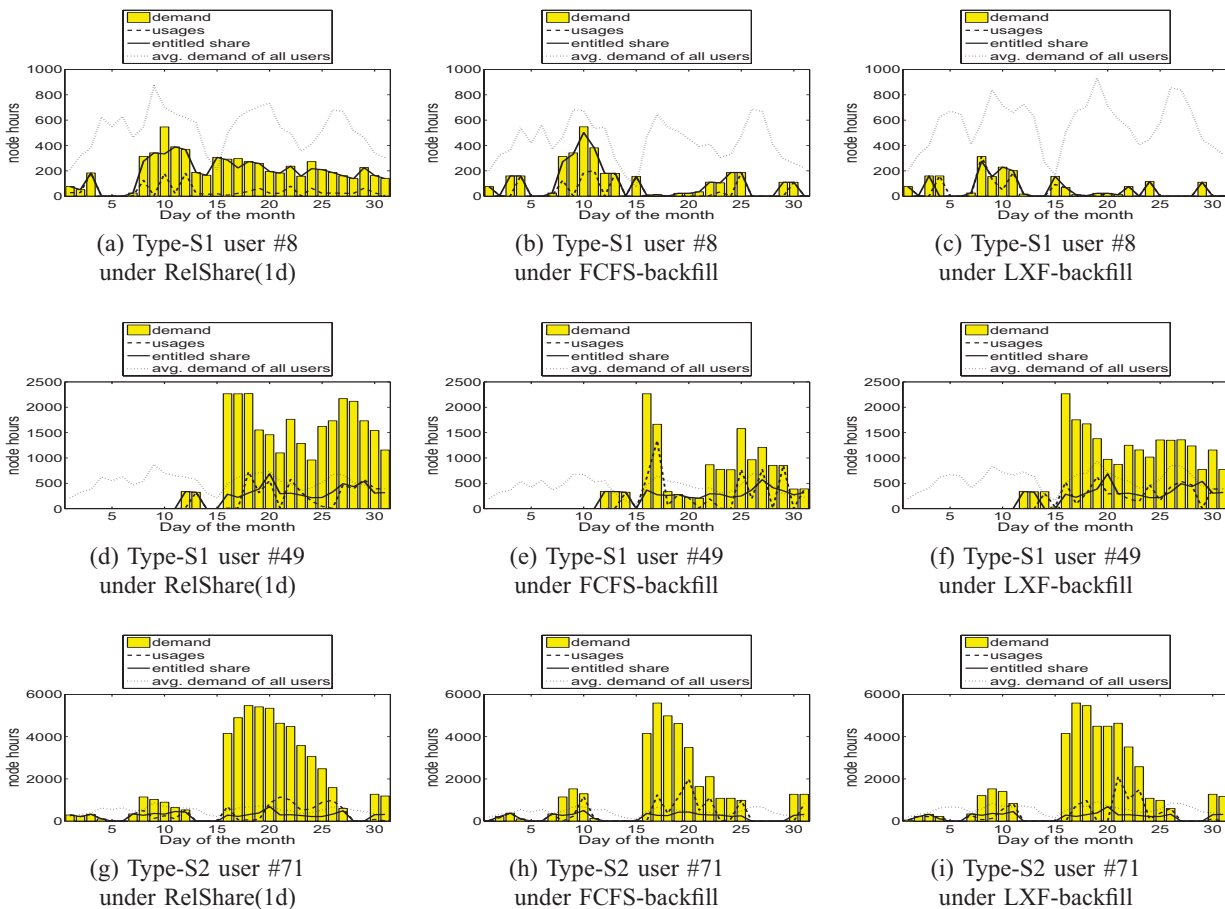 demand
usages
entitled share
avg. demand of all users
1000
800
600
400
200
0
node hours
5 10 15 20 25 30
Day of the month
(a) Type-S1 user #8
under RelShare(1d)
demand
usages
entitled share
avg. demand of all users
1000
800
600
400
200
0
node hours
5 10 15 20 25 30
Day of the month
(b) Type-S1 user #8
under FCFS-backfill
demand
usages
entitled share
avg. demand of all users
1000
800
600
400
200
0
node hours
5 10 15 20 25 30
Day of the month
(c) Type-S1 user #8
under LXF-backfill
demand
usages
entitled share
avg. demand of all users
2500
2000
1500
1000
500
0
node hours
5 10 15 20 25 30
Day of the month
(d) Type-S1 user #49
under RelShare(1d)
demand
usages
entitled share
avg. demand of all users
2500
2000
1500
1000
500
0
node hours
5 10 15 20 25 30
Day of the month
(e) Type-S1 user #49
under FCFS-backfill
demand
usages
entitled share
avg. demand of all users
2500
2000
1500
1000
500
0
node hours
5 10 15 20 25 30
Day of the month
(f) Type-S1 user #49
under LXF-backfill
demand
usages
entitled share
avg. demand of all users
6000
4000
2000
0
node hours
5 10 15 20 25 30
Day of the month
(g) Type-S2 user #71
under RelShare(1d)
demand
usages
entitled share
avg. demand of all users
6000
4000
2000
0
node hours
5 10 15 20 25 30
Day of the month
(h) Type-S2 user #71
under FCFS-backfill
demand
usages
entitled share
avg. demand of all users
6000
4000
2000
0
node hours
5 10 15 20 25 30
Day of the month
(i) Type-S2 user #71
under LXF-backfill